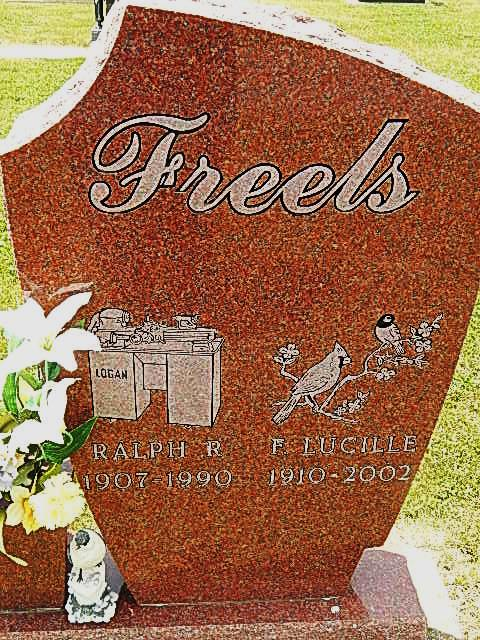 Freels
LOGAN
RALPH R.
F. LUCILLE
1907-1990
1910-2002